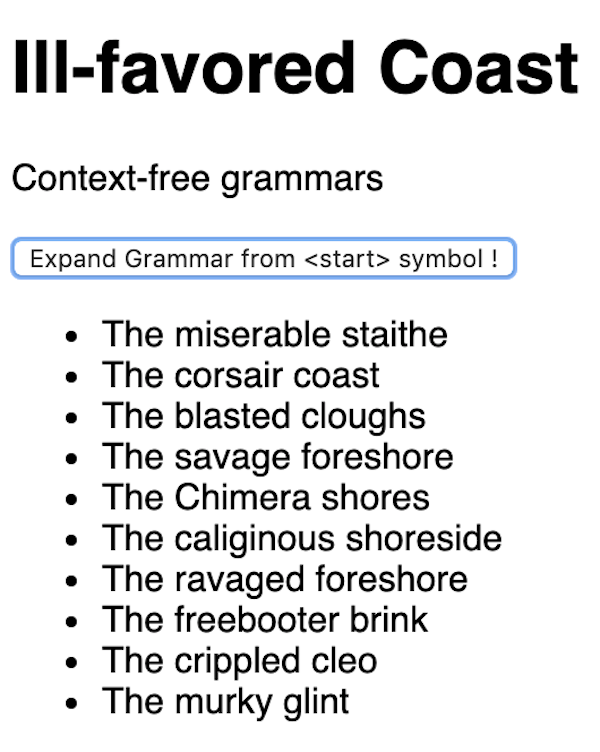 Ill-favored Coast
Context-free grammars
Expand Grammar from <start> symbol !
• The miserable staithe
• The corsair coast
• The blasted cloughs
• The savage foreshore
• The Chimera shores
• The caliginous shoreside
• The ravaged foreshore
• The freebooter brink
• The crippled cleo
• The murky glint